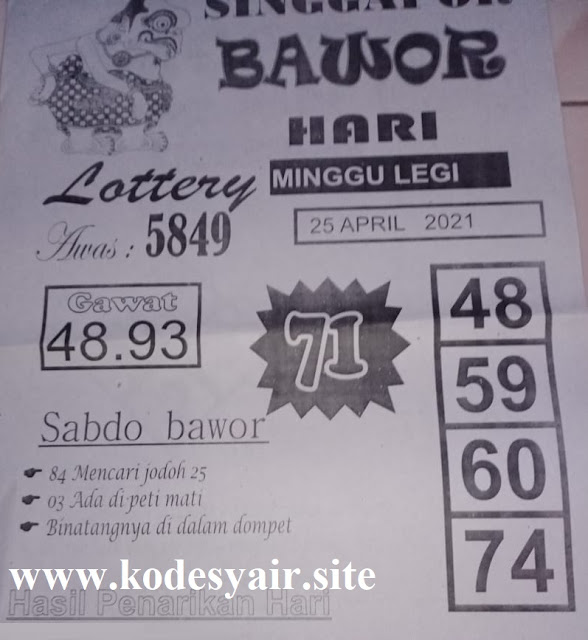 SINGGAPUR
BAWOR
HARI
Lottery
MINGGU LEGI
Awas : 5849
25 APRIL 2021
Gawat
48.93
71
48
59
60
74
Sabdo bawor
☛ 84 Mencari jodoh 25
☛ 03 Ada di peti mati
☛ Binatangnya di dalam dompet
www.kodesyair.site
Hasil Penarikan Hari